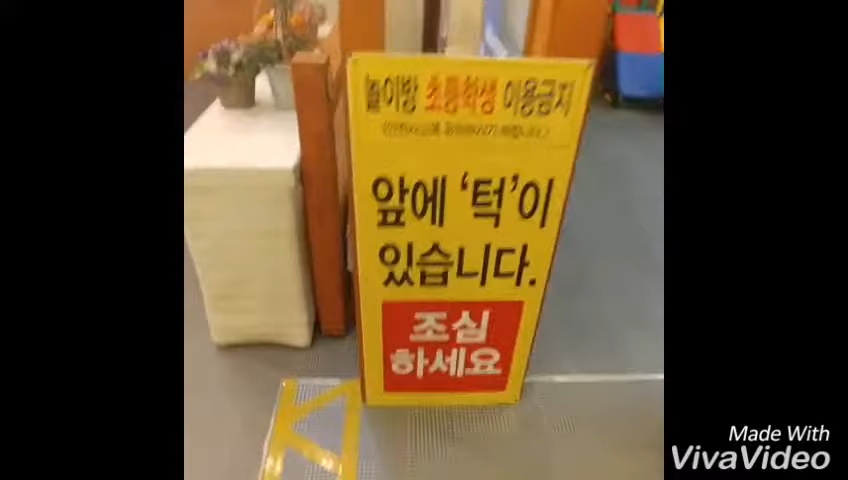 놀이방 초등학생 이용금지
앞에 '턱'이
있습니다.
조심
하세요
Made With
VivaVideo